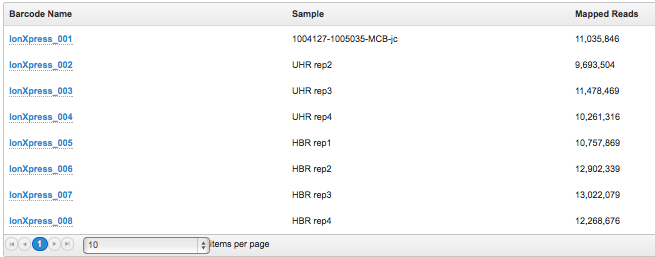 Barcode Name Sample Mapped Reads
IonXpress_001 1004127-1005035-MCB-jc 11,035,846
IonXpress_002 UHR rep2 9,693,504
IonXpress_003 UHR rep3 11,478,469
IonXpress_004 UHR rep4 10,261,316
IonXpress_005 HBR rep1 10,757,869
IonXpress_006 HBR rep2 12,902,339
IonXpress_007 HBR rep3 13,022,079
IonXpress_008 HBR rep4 12,268,676
1 10 items per page